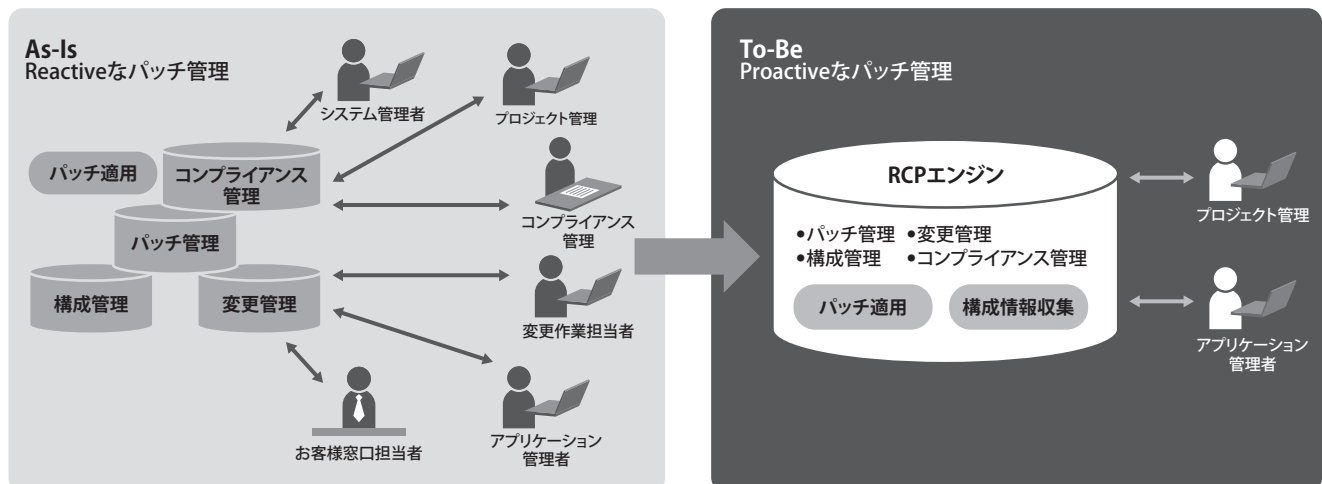 As-Is
Reactiveなパッチ管理
システム管理者
プロジェクト管理
パッチ適用
コンプライアンス
管理
コンプライアンス
管理
パッチ管理
構成管理
変更管理
変更作業担当者
お客様窓口担当者
アプリケーション
管理者
To-Be
Proactiveなパッチ管理
RCPエンジン
•パッチ管理 •変更管理
•構成管理 •コンプライアンス管理
パッチ適用
構成情報収集
プロジェクト管理
アプリケーション
管理者